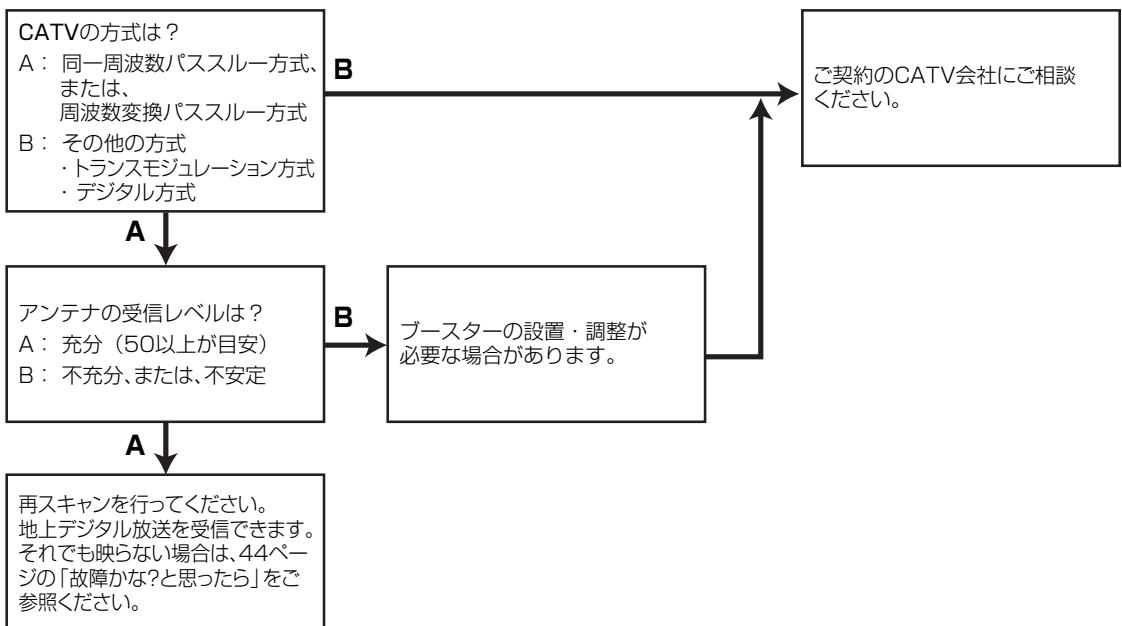 CATVの方式は？
A： 同一周波数パススルー方式、
または、
周波数変換パススルー方式
B： その他の方式
・トランスモジュレーション方式
・デジタル方式
B
ご契約のCATV会社にご相談
ください。
A
アンテナの受信レベルは？
A： 充分（50以上が目安）
B： 不充分、または、不安定
B
ブースターの設置・調整が
必要な場合があります。
A
再スキャンを行ってください。
地上デジタル放送を受信できます。
それでも映らない場合は、44ペー
ジの「故障かな?と思ったら」をご
参照ください。